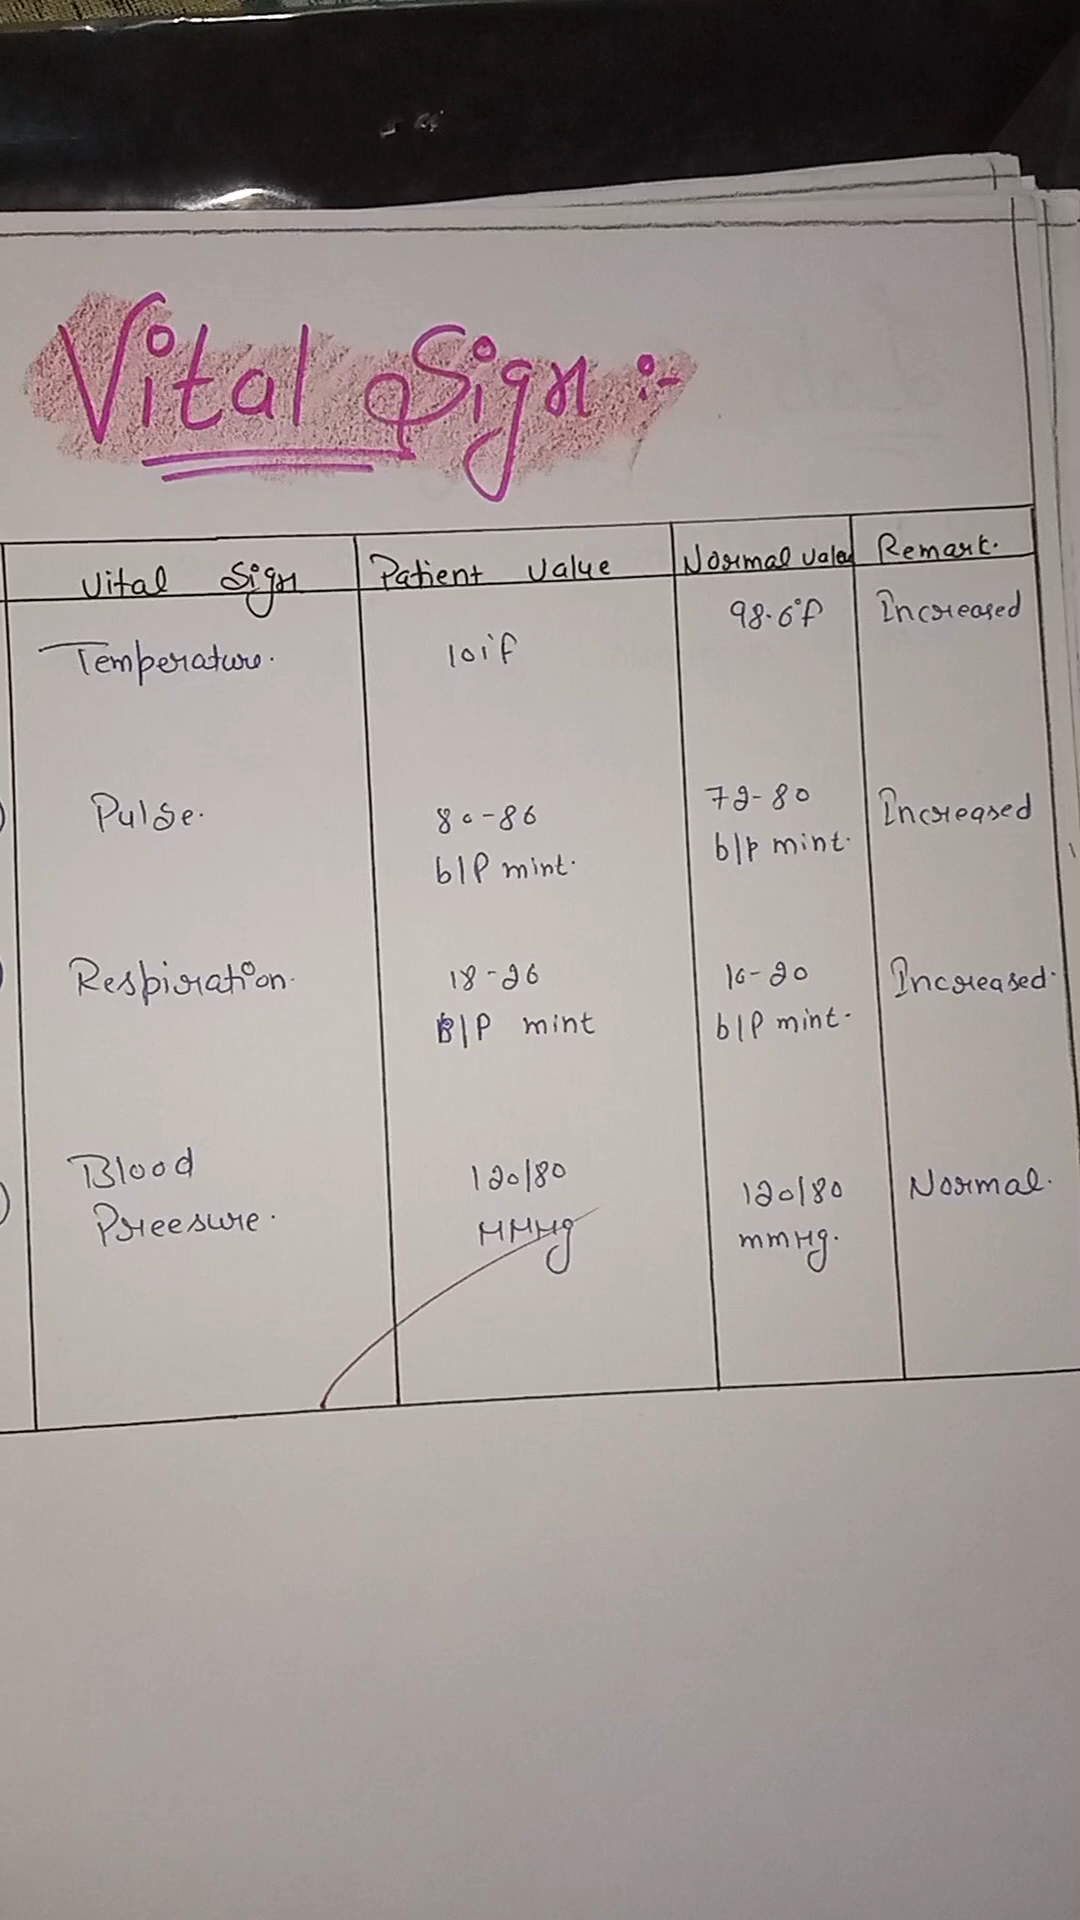 Vital Sign :-
Vital Sign Patient Value Normal Value Remark.
Temperature. 101°f 98.6°f Increased
Pulse. 80-86 72-80 Increased
b/P mint. b/p mint.
Respiration. 18-26 16-20 Increased.
B/P mint b/P mint.
Blood 120/80 120/80 Normal.
Preesure. MMHg mmHg.